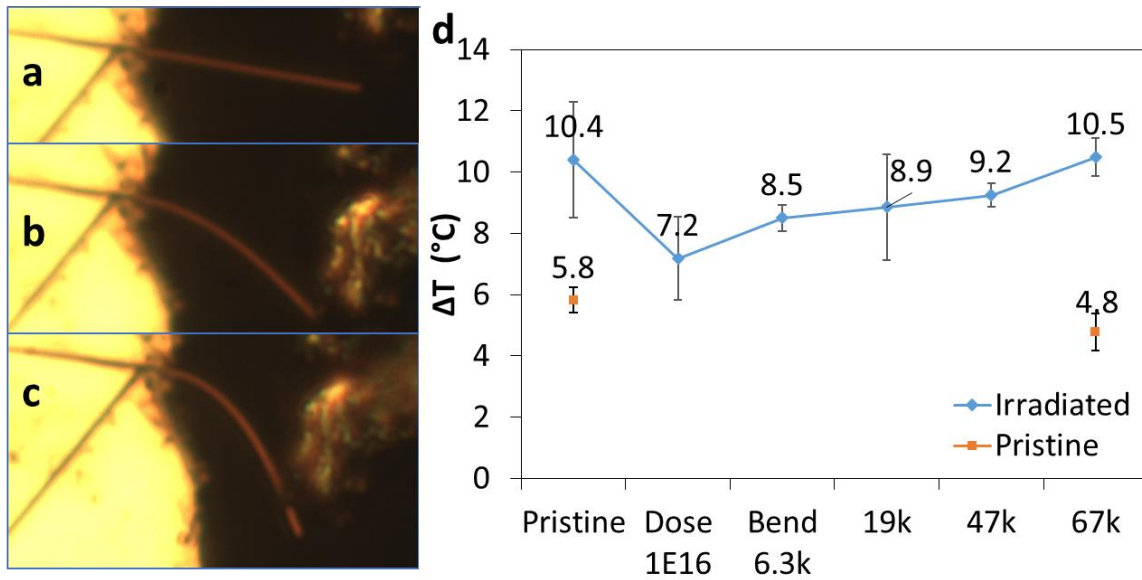 a
b
c
d
ΔT (°C)
14
12
10
8
6
4
2
0
10.4
7.2
8.5
8.9
9.2
10.5
5.8
4.8
Irradiated
Pristine
Pristine Dose Bend 19k 47k 67k
1E16 6.3k